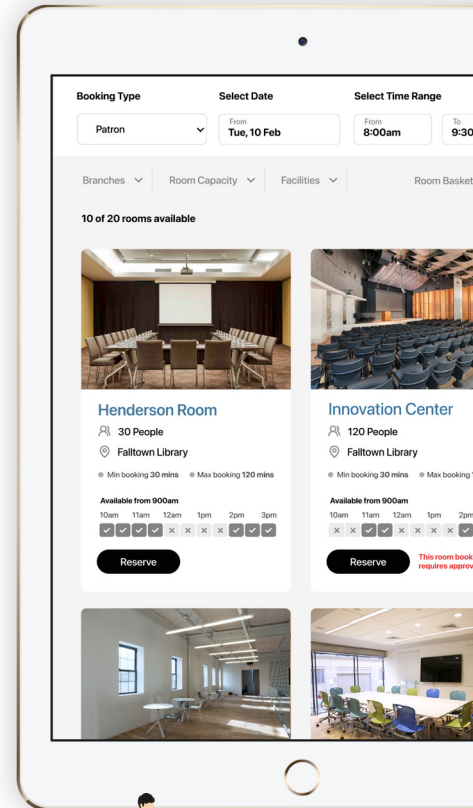 Booking Type
Select Date
Select Time Range
Patron
From
Tue, 10 Feb
From
8:00am
To
9:30
Branches
Room Capacity
Facilities
Room Basket
10 of 20 rooms available
Henderson Room
30 People
Falltown Library
Min booking 30 mins Max booking 120 mins
Available from 900am
10am 11am 12am 1pm 2pm 3pm
Reserve
Innovation Center
120 People
Falltown Library
Min booking 30 mins Max booking
Available from 900am
10am 11am 12am 1pm 2pm
Reserve
This room book
requires approv